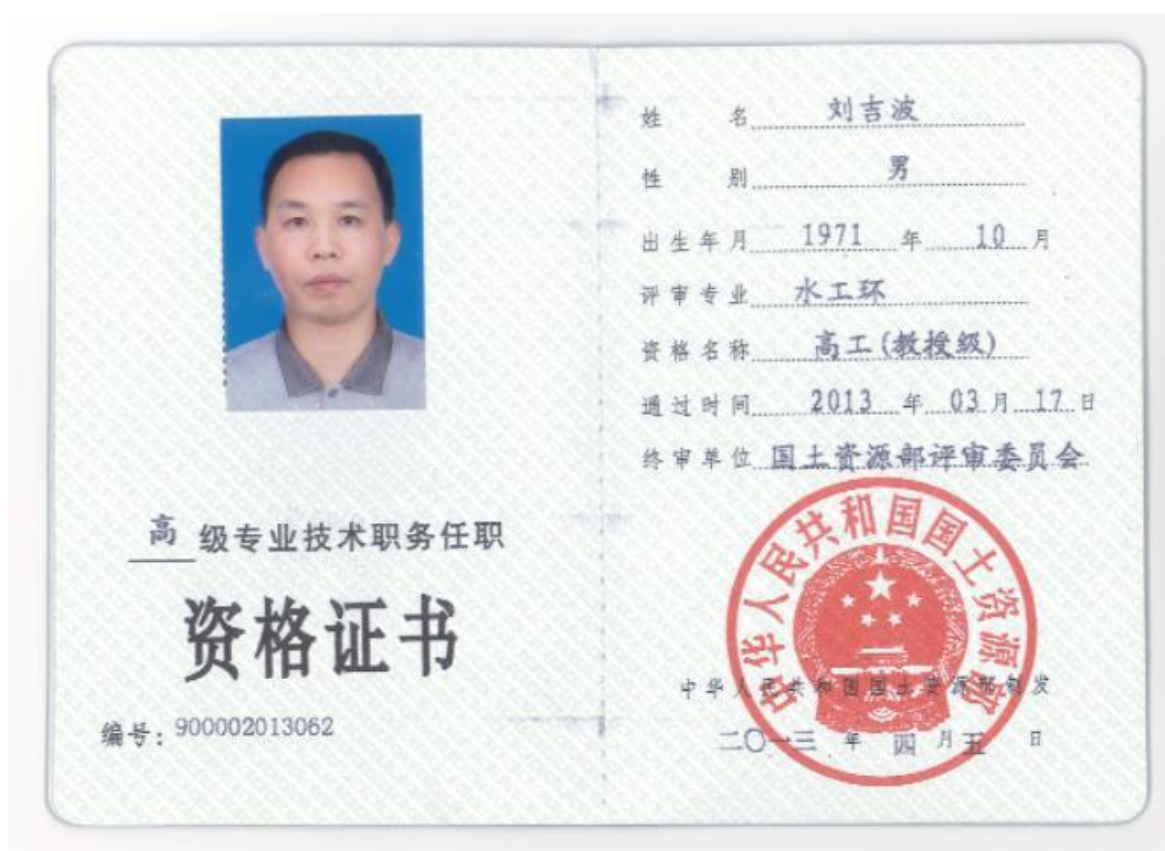 高级专业技术职务任职
资格证书
编号：900002013062
姓名 刘吉波
性别 男
出生年月 1971 年 10 月
评审专业 水工环
资格名称 高工(教授级)
通过时间 2013 年 03 月 17 日
终审单位 国土资源部评审委员会
中华人民共和国国土资源部
中华人民共和国国土资源部颁发
二〇一三 年 四 月 五 日